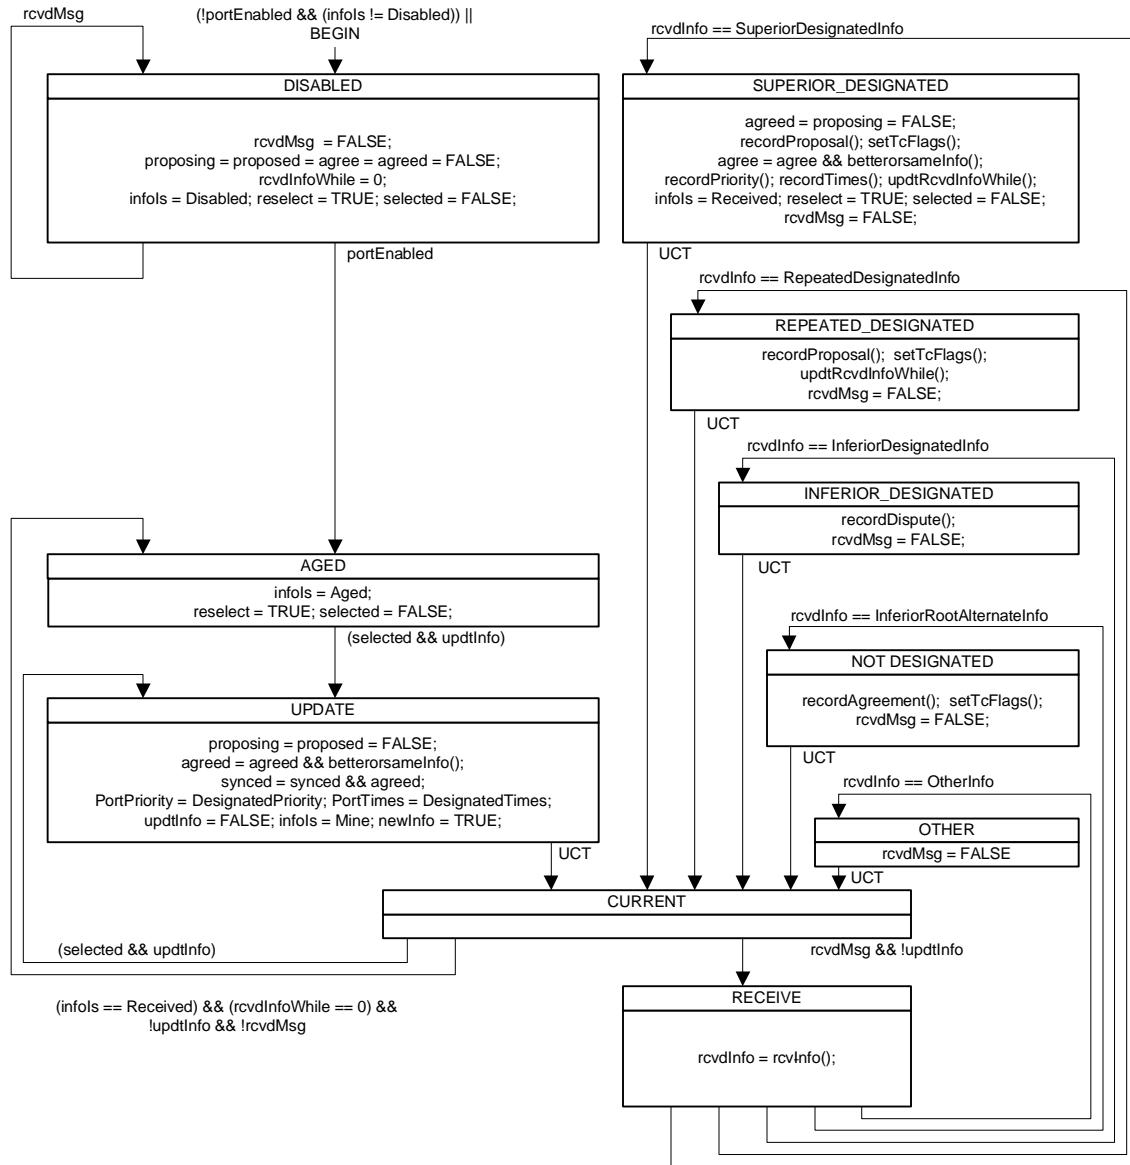 rcvdMsg
(!portEnabled && (infoIs != Disabled)) ||
BEGIN
DISABLED
rcvdMsg = FALSE;
proposing = proposed = agree = agreed = FALSE;
rcvdInfoWhile = 0;
infoIs = Disabled; reselect = TRUE; selected = FALSE;
portEnabled
AGED
infoIs = Aged;
reselect = TRUE; selected = FALSE;
(selected && updtInfo)
UPDATE
proposing = proposed = FALSE;
agreed = agreed && betterorsameInfo();
synced = synced && agreed;
PortPriority = DesignatedPriority; PortTimes = DesignatedTimes;
updtInfo = FALSE; infoIs = Mine; newInfo = TRUE;
UCT
rcvdInfo == SuperiorDesignatedInfo
SUPERIOR_DESIGNATED
agreed = proposing = FALSE;
recordProposal(); setTcFlags();
agree = agree && betterorsameInfo();
recordPriority(); recordTimes(); updtRcvdInfoWhile();
infoIs = Received; reselect = TRUE; selected = FALSE;
rcvdMsg = FALSE;
UCT
rcvdInfo == RepeatedDesignatedInfo
REPEATED_DESIGNATED
recordProposal(); setTcFlags();
updtRcvdInfoWhile();
rcvdMsg = FALSE;
UCT
rcvdInfo == InferiorDesignatedInfo
INFERIOR_DESIGNATED
recordDispute();
rcvdMsg = FALSE;
UCT
rcvdInfo == InferiorRootAlternateInfo
NOT DESIGNATED
recordAgreement(); setTcFlags();
rcvdMsg = FALSE;
UCT
rcvdInfo == OtherInfo
OTHER
rcvdMsg = FALSE
UCT
CURRENT
(selected && updtInfo)
rcvdMsg && !updtInfo
(infoIs == Received) && (rcvdInfoWhile == 0) &&
!updtInfo && !rcvdMsg
RECEIVE
rcvdInfo = rcvInfo();